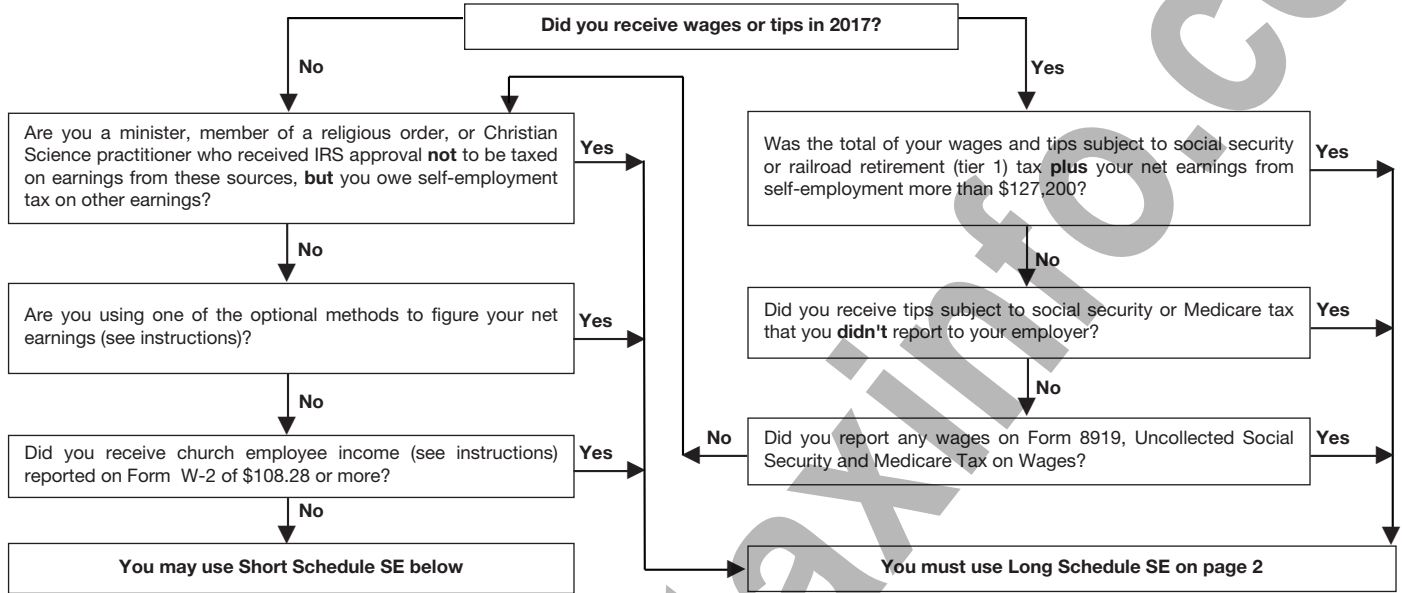 Did you receive wages or tips in 2017?
No
Yes
Are you a minister, member of a religious order, or Christian
Science practitioner who received IRS approval not to be taxed
on earnings from these sources, but you owe self-employment
tax on other earnings?
Yes
Was the total of your wages and tips subject to social security
or railroad retirement (tier 1) tax plus your net earnings from
self-employment more than $127,200?
Yes
No
No
Are you using one of the optional methods to figure your net
earnings (see instructions)?
Yes
Did you receive tips subject to social security or Medicare tax
that you didn't report to your employer?
Yes
No
No
Did you receive church employee income (see instructions)
reported on Form W-2 of $108.28 or more?
Yes
No
Did you report any wages on Form 8919, Uncollected Social
Security and Medicare Tax on Wages?
Yes
No
You may use Short Schedule SE below
You must use Long Schedule SE on page 2